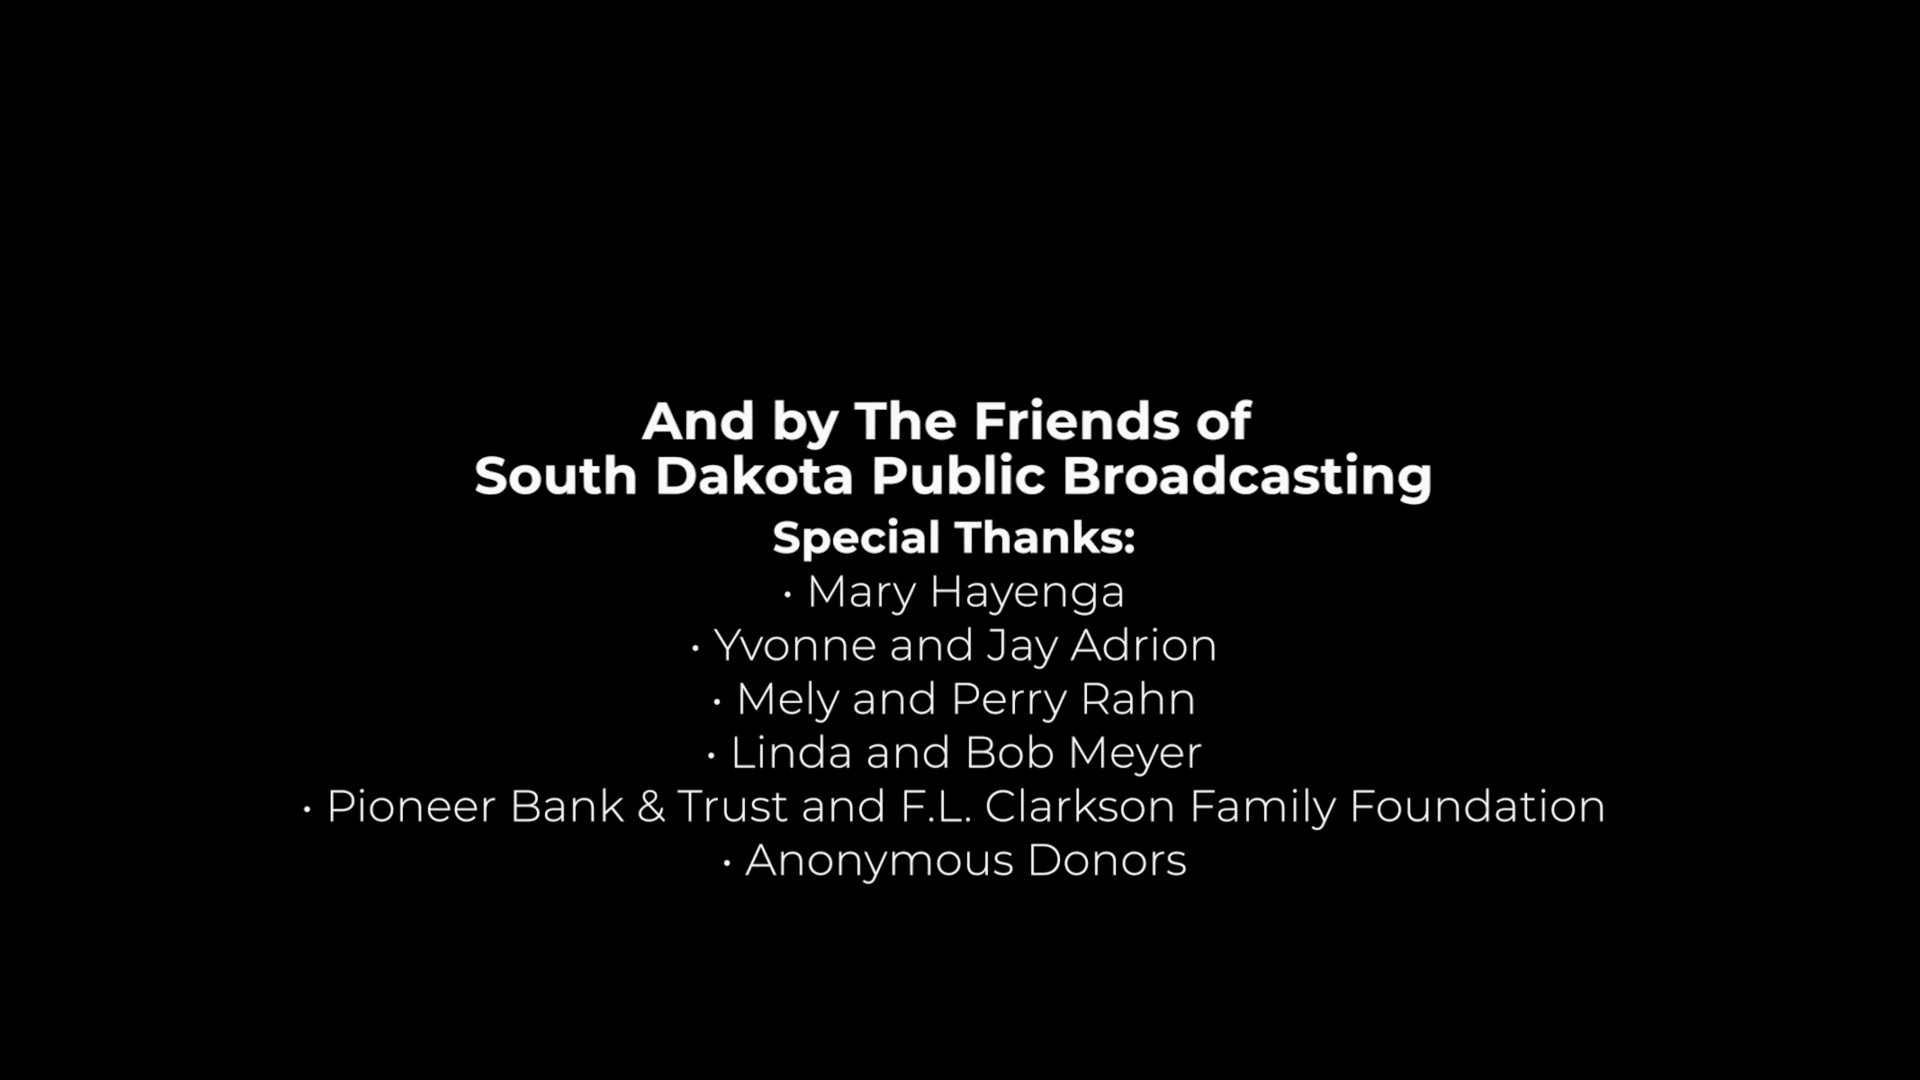 And by The Friends of
South Dakota Public Broadcasting
Special Thanks:
• Mary Hayenga
• Yvonne and Jay Adrion
• Mely and Perry Rahn
• Linda and Bob Meyer
• Pioneer Bank & Trust and F.L. Clarkson Family Foundation
• Anonymous Donors